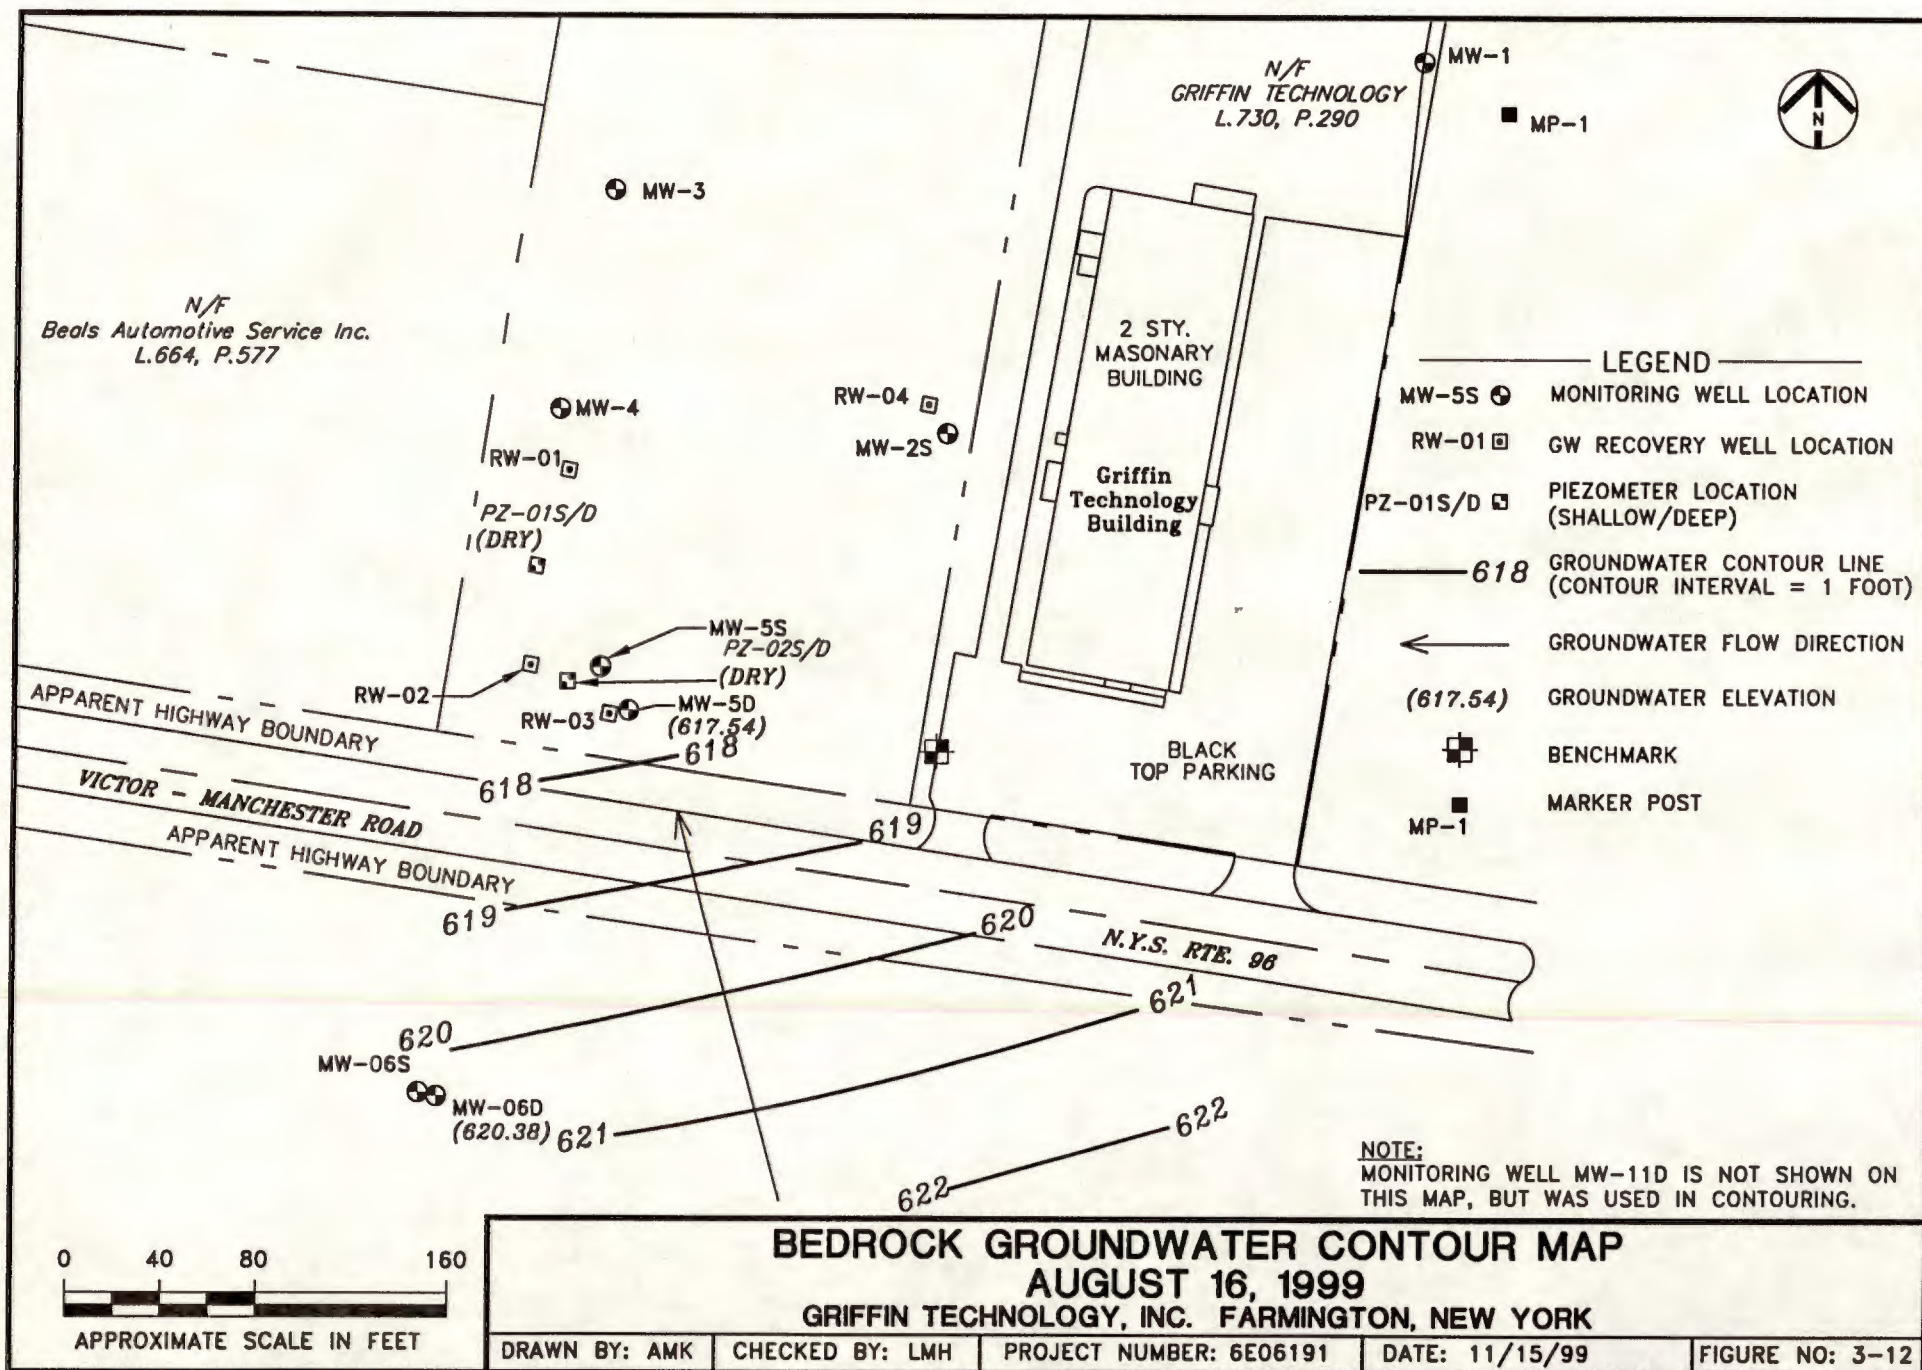 N/F
GRIFFIN TECHNOLOGY
L.730, P.290
MW-1
MP-1
N
MW-3
N/F
Beals Automotive Service Inc.
L.664, P.577
2 STY.
MASONARY
BUILDING
Griffin
Technology
Building
RW-04
MW-2S
MW-4
RW-01
PZ-01S/D
(DRY)
MW-5S
PZ-02S/D
(DRY)
RW-02
RW-03
MW-5D
(617.54)
618
618
APPARENT HIGHWAY BOUNDARY
VICTOR - MANCHESTER ROAD
APPARENT HIGHWAY BOUNDARY
BLACK
TOP PARKING
619
619
620
N.Y.S. RTE. 96
621
620
MW-06S
MW-06D
(620.38)
621
622
622
LEGEND
MW-5S MONITORING WELL LOCATION
RW-01 GW RECOVERY WELL LOCATION
PZ-01S/D PIEZOMETER LOCATION
(SHALLOW/DEEP)
618 GROUNDWATER CONTOUR LINE
(CONTOUR INTERVAL = 1 FOOT)
GROUNDWATER FLOW DIRECTION
(617.54) GROUNDWATER ELEVATION
BENCHMARK
MARKER POST
MP-1
NOTE:
MONITORING WELL MW-11D IS NOT SHOWN ON
THIS MAP, BUT WAS USED IN CONTOURING.
0 40 80 160
APPROXIMATE SCALE IN FEET
BEDROCK GROUNDWATER CONTOUR MAP
AUGUST 16, 1999
GRIFFIN TECHNOLOGY, INC. FARMINGTON, NEW YORK
DRAWN BY: AMK CHECKED BY: LMH PROJECT NUMBER: 6E06191 DATE: 11/15/99 FIGURE NO: 3-12